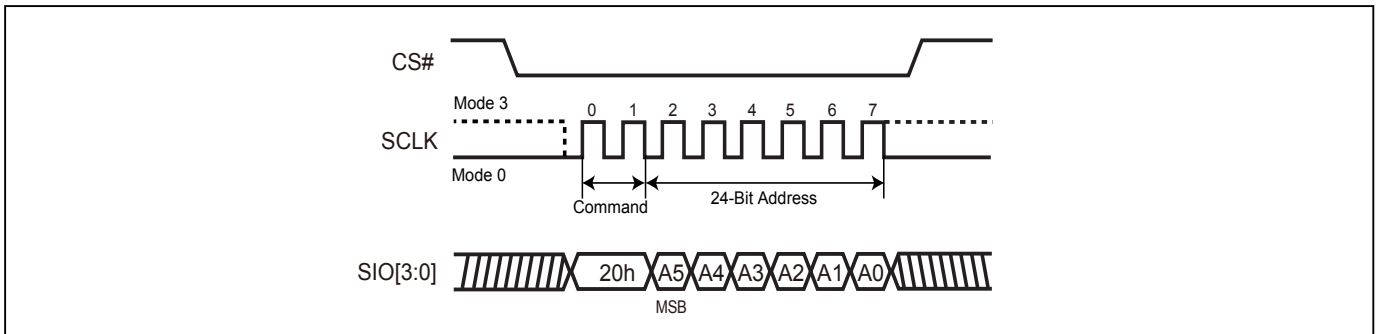 CS#
Mode 3
0 1 2 3 4 5 6 7
SCLK
Mode 0
Command
24-Bit Address
SIO[3:0]
20h A5 A4 A3 A2 A1 A0
MSB